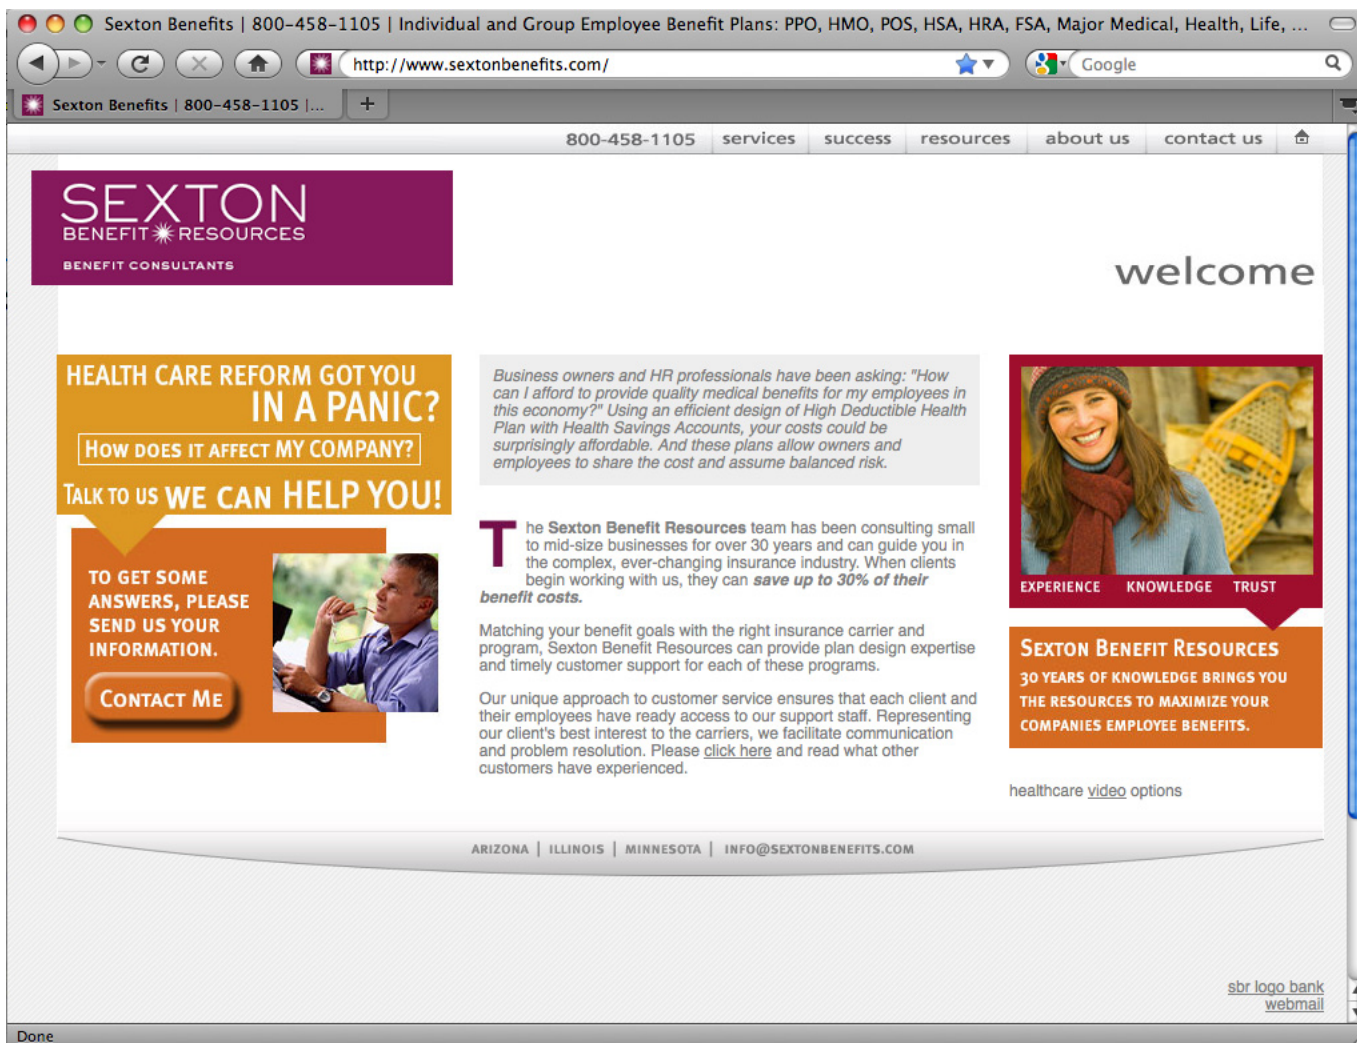 Sexton Benefits | 800-458-1105 | Individual and Group Employee Benefit Plans: PPO, HMO, POS, HSA, HRA, FSA, Major Medical, Health, Life, ...
http://www.sextonbenefits.com/
Google
Sexton Benefits | 800-458-1105 |...
800-458-1105 services success resources about us contact us
SEXTON
BENEFIT RESOURCES
BENEFIT CONSULTANTS
welcome
HEALTH CARE REFORM GOT YOU
IN A PANIC?
HOW DOES IT AFFECT MY COMPANY?
TALK TO US WE CAN HELP YOU!
TO GET SOME
ANSWERS, PLEASE
SEND US YOUR
INFORMATION.
CONTACT ME
Business owners and HR professionals have been asking: "How
can I afford to provide quality medical benefits for my employees in
this economy?" Using an efficient design of High Deductible Health
Plan with Health Savings Accounts, your costs could be
surprisingly affordable. And these plans allow owners and
employees to share the cost and assume balanced risk.
The Sexton Benefit Resources team has been consulting small
to mid-size businesses for over 30 years and can guide you in
the complex, ever-changing insurance industry. When clients
begin working with us, they can save up to 30% of their
benefit costs.
Matching your benefit goals with the right insurance carrier and
program, Sexton Benefit Resources can provide plan design expertise
and timely customer support for each of these programs.
Our unique approach to customer service ensures that each client and
their employees have ready access to our support staff. Representing
our client's best interest to the carriers, we facilitate communication
and problem resolution. Please click here and read what other
customers have experienced.
EXPERIENCE KNOWLEDGE TRUST
SEXTON BENEFIT RESOURCES
30 YEARS OF KNOWLEDGE BRINGS YOU
THE RESOURCES TO MAXIMIZE YOUR
COMPANIES EMPLOYEE BENEFITS.
healthcare video options
ARIZONA | ILLINOIS | MINNESOTA | INFO@SEXTONBENEFITS.COM
sbr logo bank
webmail
Done